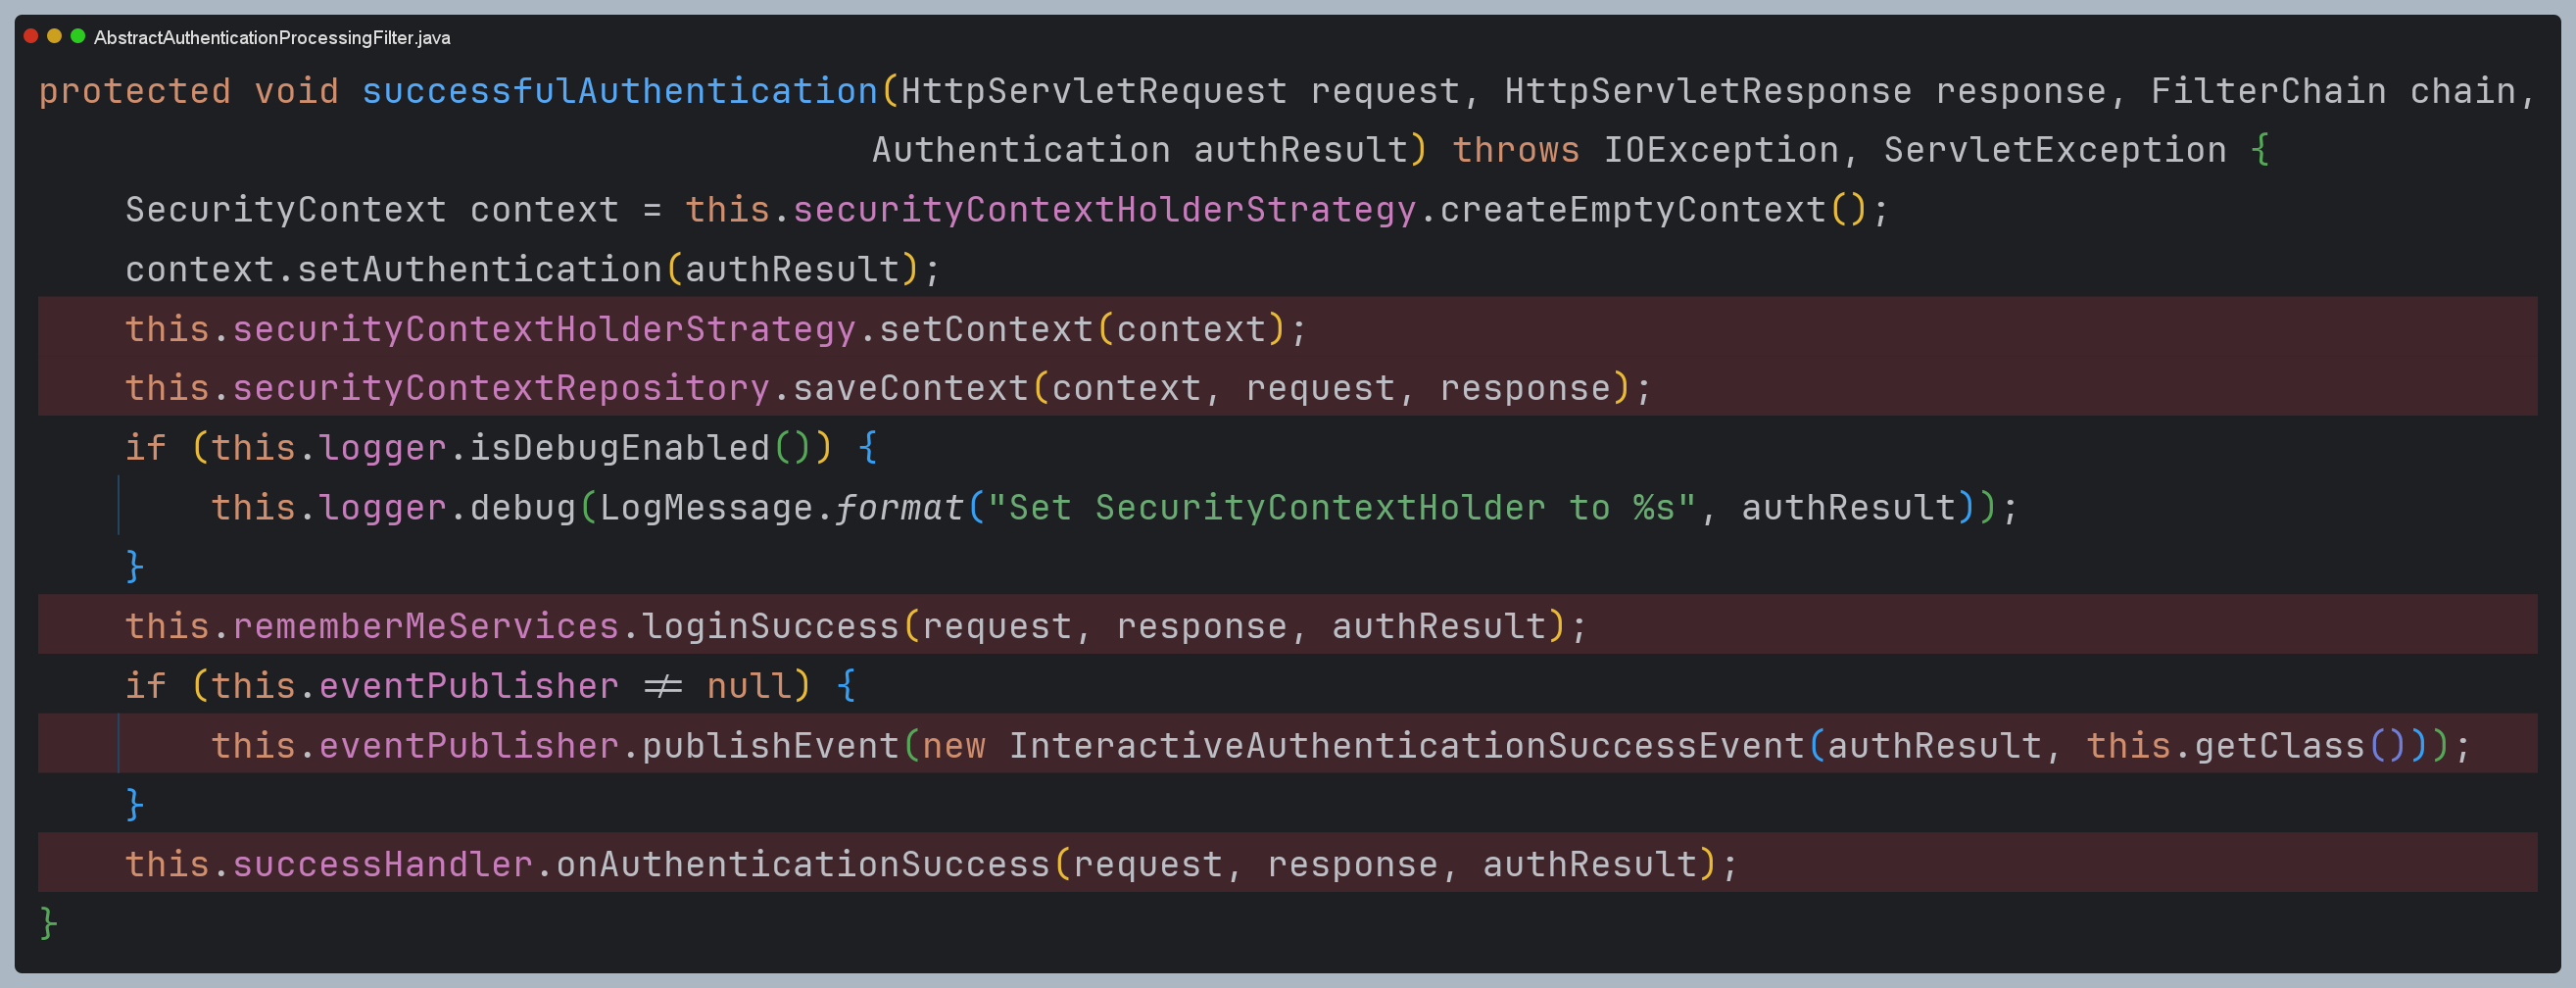 AbstractAuthenticationProcessingFilter.java
protected void successfulAuthentication(HttpServletRequest request, HttpServletResponse response, FilterChain chain,
Authentication authResult) throws IOException, ServletException {
SecurityContext context = this.securityContextHolderStrategy.createEmptyContext();
context.setAuthentication(authResult);
this.securityContextHolderStrategy.setContext(context);
this.securityContextRepository.saveContext(context, request, response);
if (this.logger.isDebugEnabled()) {
this.logger.debug(LogMessage.format("Set SecurityContextHolder to %s", authResult));
}
this.rememberMeServices.loginSuccess(request, response, authResult);
if (this.eventPublisher != null) {
this.eventPublisher.publishEvent(new InteractiveAuthenticationSuccessEvent(authResult, this.getClass()));
}
this.successHandler.onAuthenticationSuccess(request, response, authResult);
}